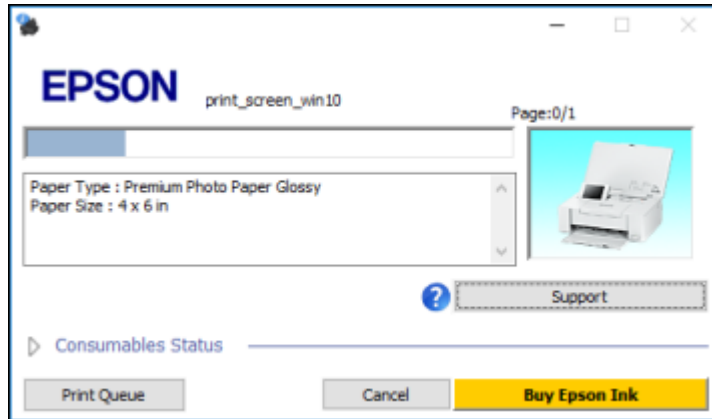 EPSON
print_screen_win10
Page:0/1
Paper Type : Premium Photo Paper Glossy
Paper Size : 4 x 6 in
?
Support
Consumables Status
Print Queue
Cancel
Buy Epson Ink